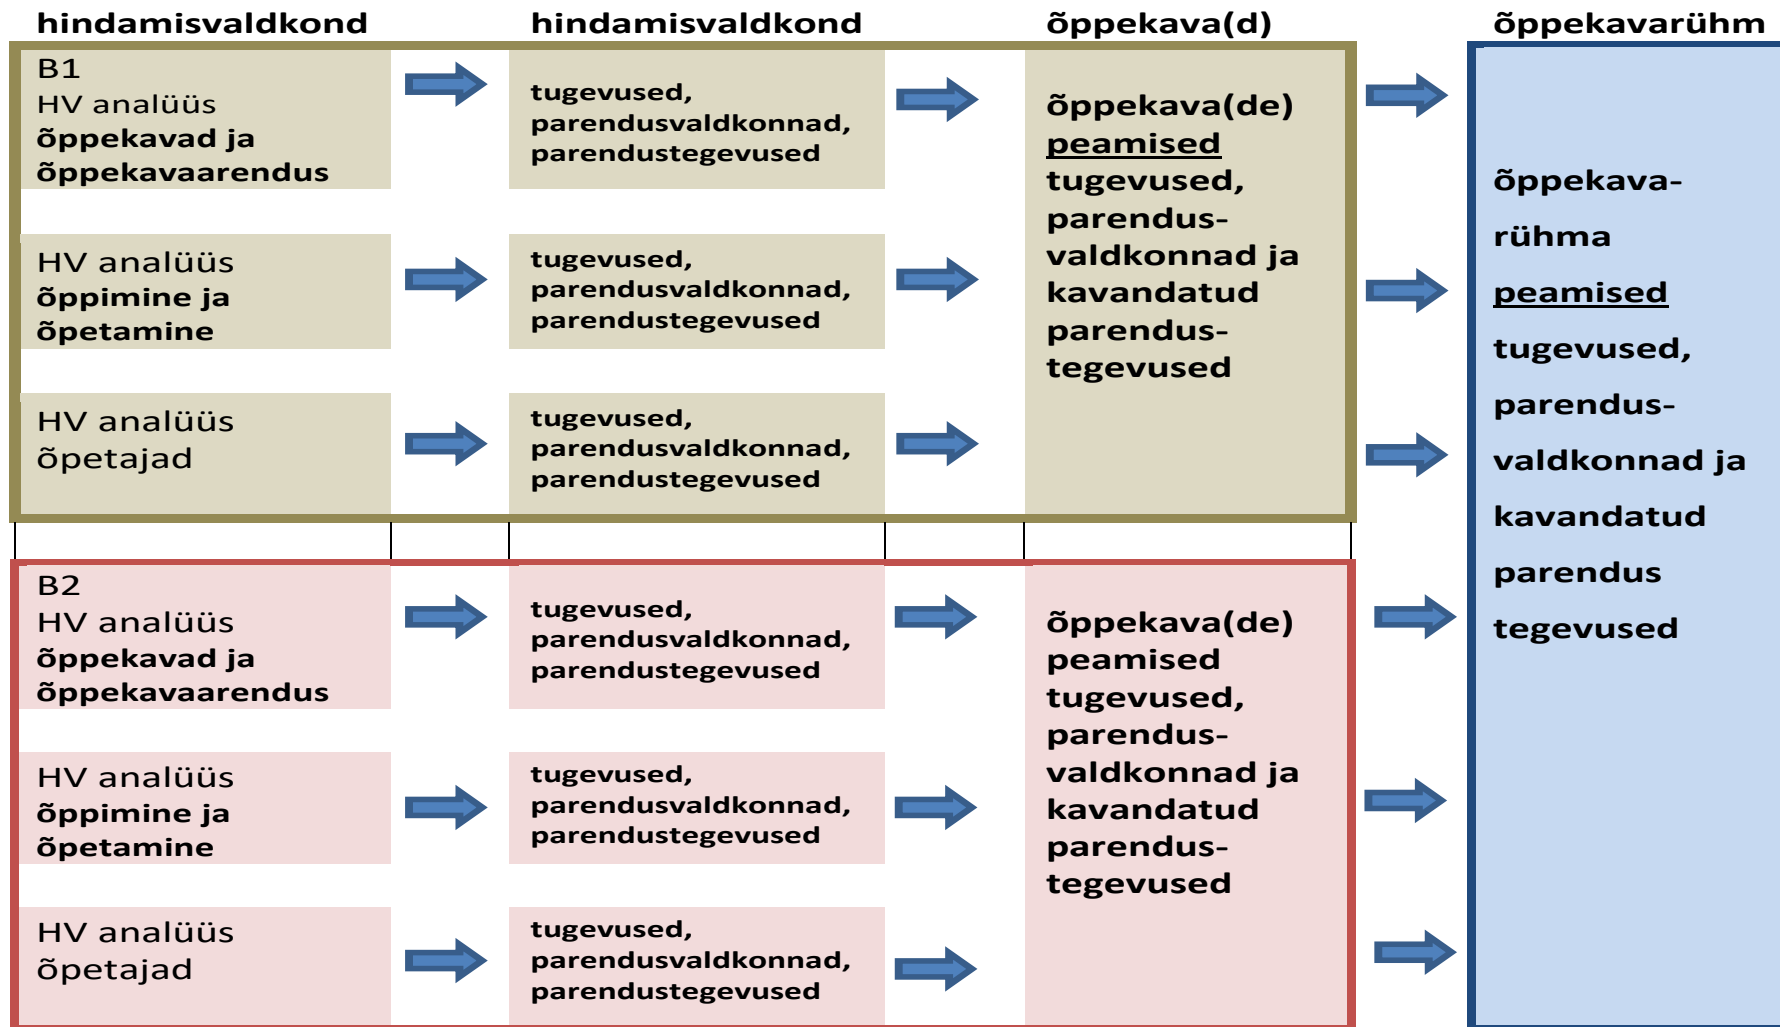 hindamisvaldkond
hindamisvaldkond
õppekava(d)
õppekavarühm
B1
HV analüüs
õppekavad ja
õppekavaarendus
tugevused,
parendusvaldkonnad,
parendustegevused
HV analüüs
õppimine ja
õpetamine
tugevused,
parendusvaldkonnad,
parendustegevused
HV analüüs
õpetajad
tugevused,
parendusvaldkonnad,
parendustegevused
õppekava(de)
peamised
tugevused,
parendus-
valdkonnad ja
kavandatud
parendus-
tegevused
B2
HV analüüs
õppekavad ja
õppekavaarendus
tugevused,
parendusvaldkonnad,
parendustegevused
HV analüüs
õppimine ja
õpetamine
tugevused,
parendusvaldkonnad,
parendustegevused
HV analüüs
õpetajad
tugevused,
parendusvaldkonnad,
parendustegevused
õppekava(de)
peamised
tugevused,
parendus-
valdkonnad ja
kavandatud
parendus-
tegevused
õppekava-
rühma
peamised
tugevused,
parendus-
valdkonnad ja
kavandatud
parendus
tegevused